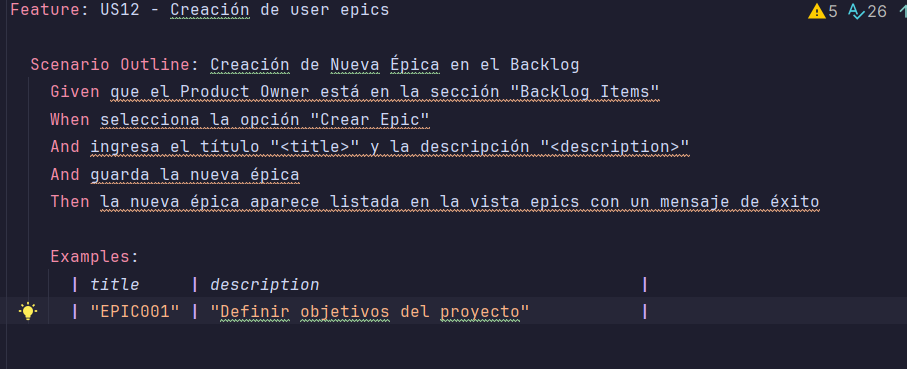 Feature: US12 - Creación de user epics
5 26
Scenario Outline: Creación de Nueva Épica en el Backlog
Given que el Product Owner está en la sección "Backlog Items"
When selecciona la opción "Crear Epic"
And ingresa el título "<title>" y la descripción "<description>"
And guarda la nueva épica
Then la nueva épica aparece listada en la vista epics con un mensaje de éxito
Examples:
| title | description |
| "EPIC001" | "Definir objetivos del proyecto" |